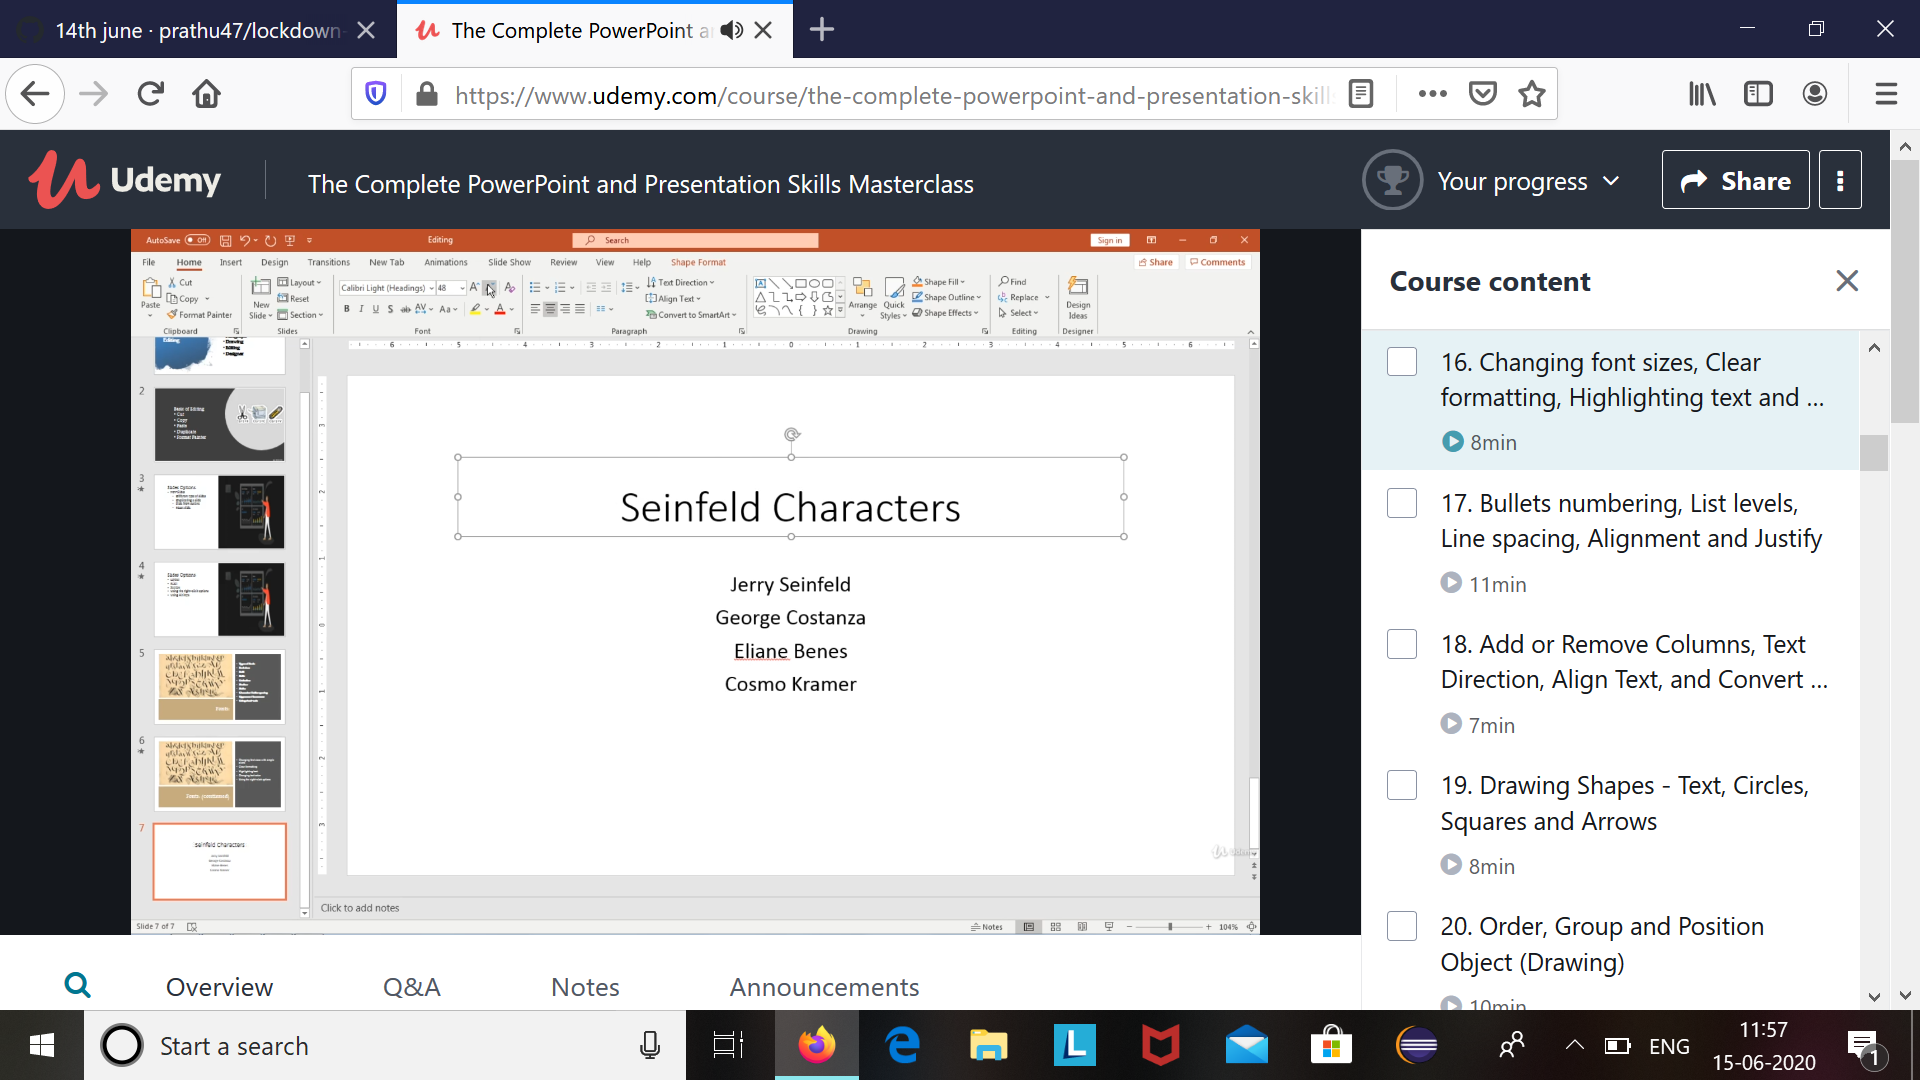 14th june · prathu47/lockdown-
The Complete PowerPoint a
https://www.udemy.com/course/the-complete-powerpoint-and-presentation-skill
Udemy
The Complete PowerPoint and Presentation Skills Masterclass
Your progress
Share
AutoSave Off
Editing
Search
Sign in
File Home Insert Design Transitions New Tab Animations Slide Show Review View Help Shape Format
Share
Comments
Paste
Cut
Copy
Format Painter
Clipboard
New Slide
Layout
Reset
Section
Slides
Calibri Light (Headings) 48
Font
Paragraph
Text Direction
Align Text
Convert to SmartArt
Arrange
Quick Styles
Shape Fill
Shape Outline
Shape Effects
Drawing
Find
Replace
Select
Editing
Design Ideas
Designer
2
3
4
5
6
7
Seinfeld Characters
Jerry Seinfeld
George Costanza
Eliane Benes
Cosmo Kramer
Click to add notes
Slide 7 of 7
Notes
104%
Course content
16. Changing font sizes, Clear
formatting, Highlighting text and ...
8min
17. Bullets numbering, List levels,
Line spacing, Alignment and Justify
11min
18. Add or Remove Columns, Text
Direction, Align Text, and Convert ...
7min
19. Drawing Shapes - Text, Circles,
Squares and Arrows
8min
20. Order, Group and Position
Object (Drawing)
10min
Overview
Q&A
Notes
Announcements
Start a search
ENG
11:57
15-06-2020
1